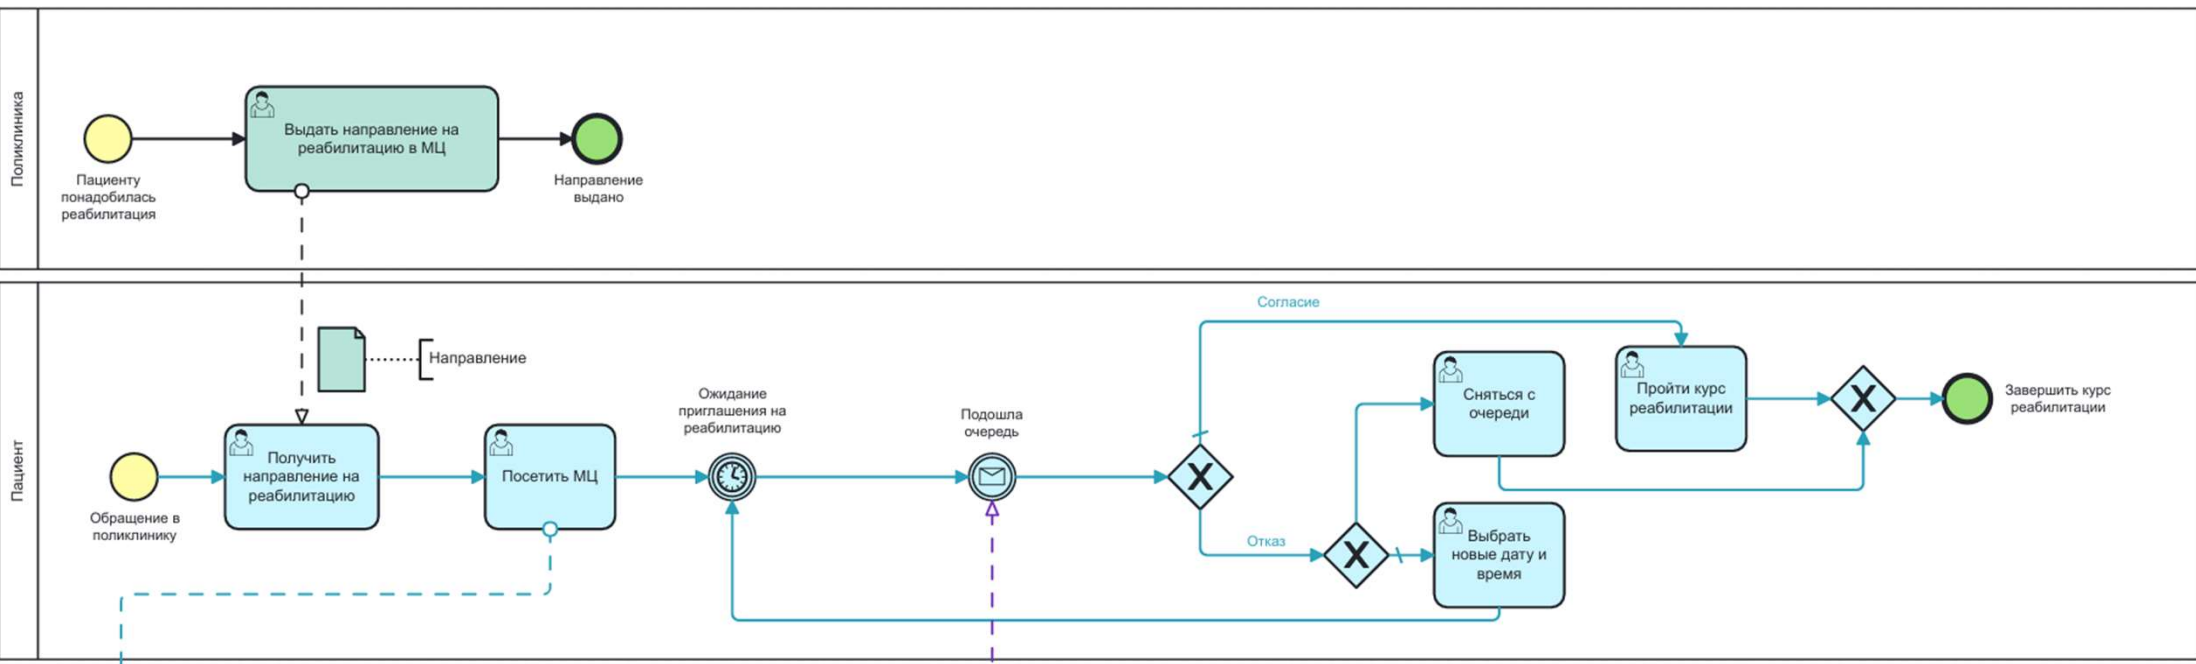 Поликлиника
Пациенту
понадобилась
реабилитация
Выдать направление на
реабилитацию в МЦ
Направление
выдано
Пациент
Обращение в
поликлинику
Получить
направление на
реабилитацию
Направление
Посетить МЦ
Ожидание
приглашения на
реабилитацию
Подошла
очередь
Согласие
Отказ
Сняться с
очереди
Выбрать
новые дату и
время
Пройти курс
реабилитации
Завершить курс
реабилитации